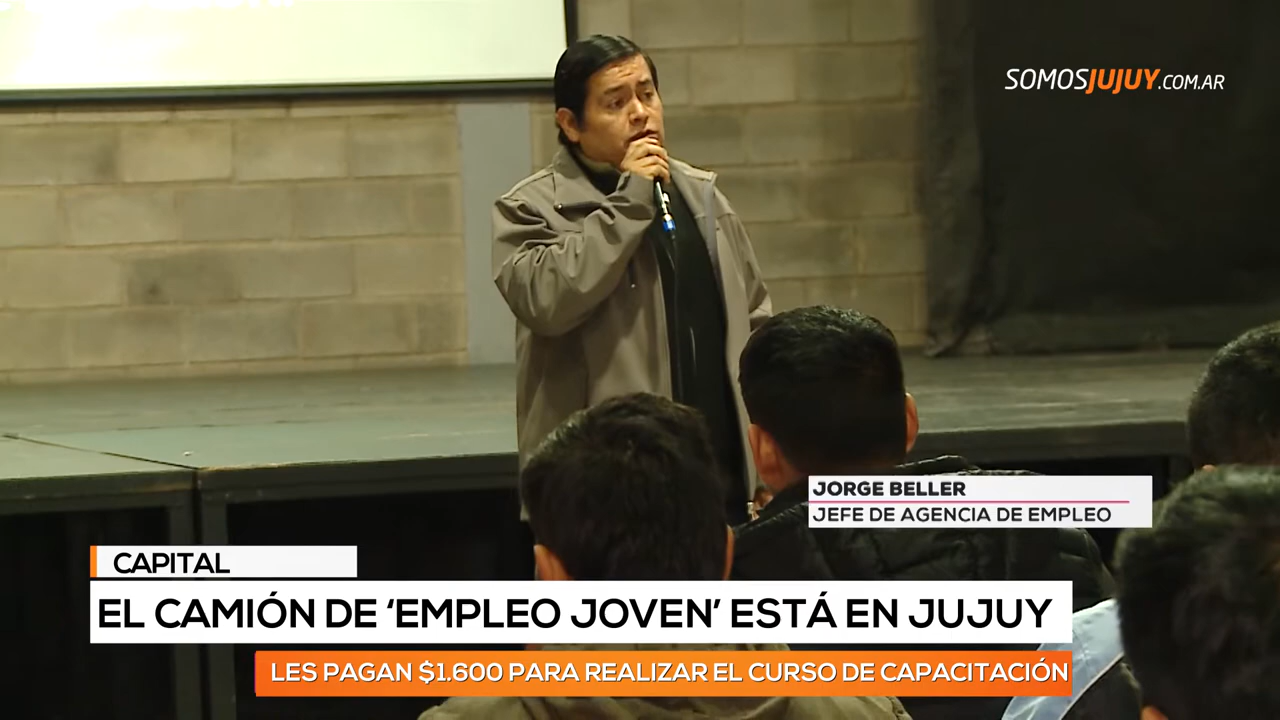 SOMOSJUJUY.COM.AR
JORGE BELLER
JEFE DE AGENCIA DE EMPLEO
CAPITAL
EL CAMIÓN DE ‘EMPLEO JOVEN’ ESTÁ EN JUJUY
LES PAGAN $1.600 PARA REALIZAR EL CURSO DE CAPACITACIÓN